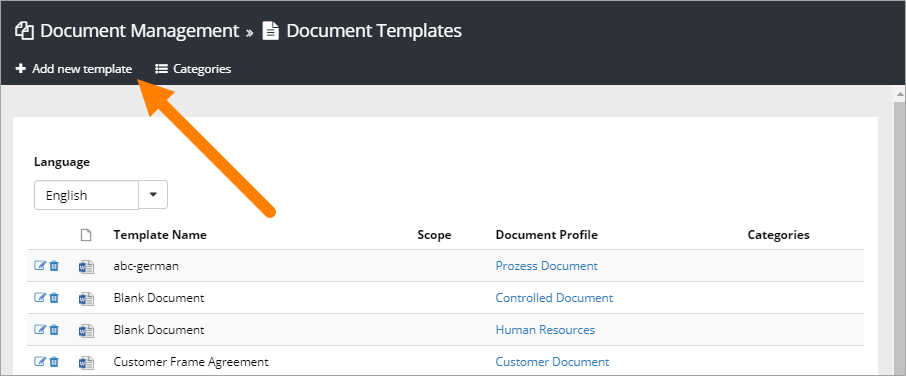 Document Management » Document Templates
+ Add new template Categories
Language
English
Template Name Scope Document Profile Categories
abc-german Prozess Document
Blank Document Controlled Document
Blank Document Human Resources
Customer Frame Agreement Customer Document